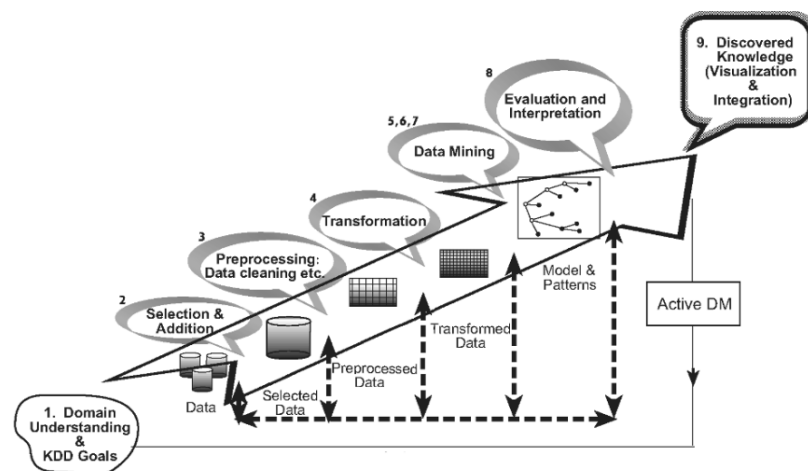 9. Discovered
Knowledge
(Visualization
&
Integration)
8
Evaluation and
Interpretation
5,6,7
Data Mining
4
Transformation
3
Preprocessing:
Data cleaning etc.
2
Selection &
Addition
Model &
Patterns
Active DM
Transformed
Data
Preprocessed
Data
Selected
Data
Data
1. Domain
Understanding
&
KDD Goals